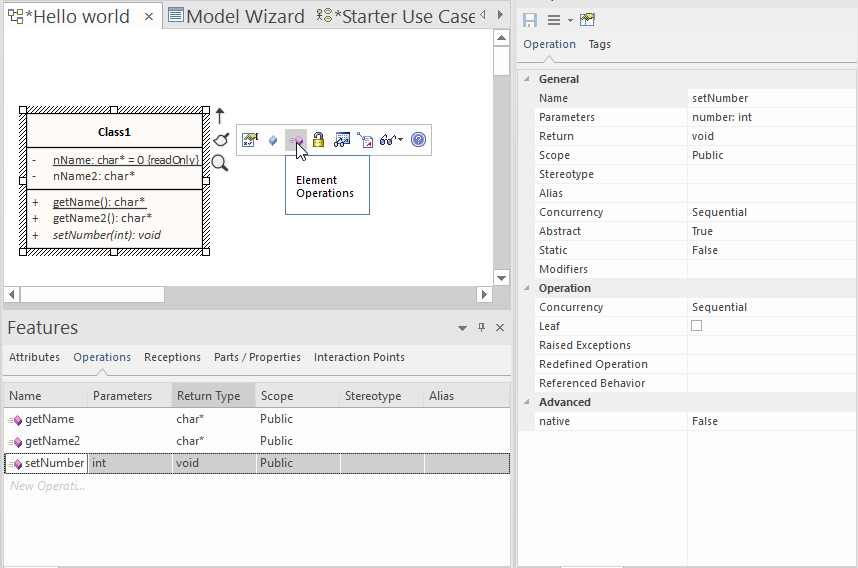 *Hello world
Model Wizard
*Starter Use Case
Class1
- nName: char* = 0 {readOnly}
- nName2: char*
+ getName(): char*
+ getName2(): char*
+ setNumber(int): void
Element
Operations
Features
Attributes Operations Receptions Parts / Properties Interaction Points
Name Parameters Return Type Scope Stereotype Alias
getName char* Public
getName2 char* Public
setNumber int void Public
New Operati...
Operation Tags
General
Name setNumber
Parameters number: int
Return void
Scope Public
Stereotype
Alias
Concurrency Sequential
Abstract True
Static False
Modifiers
Operation
Concurrency Sequential
Leaf
Raised Exceptions
Redefined Operation
Referenced Behavior
Advanced
native False